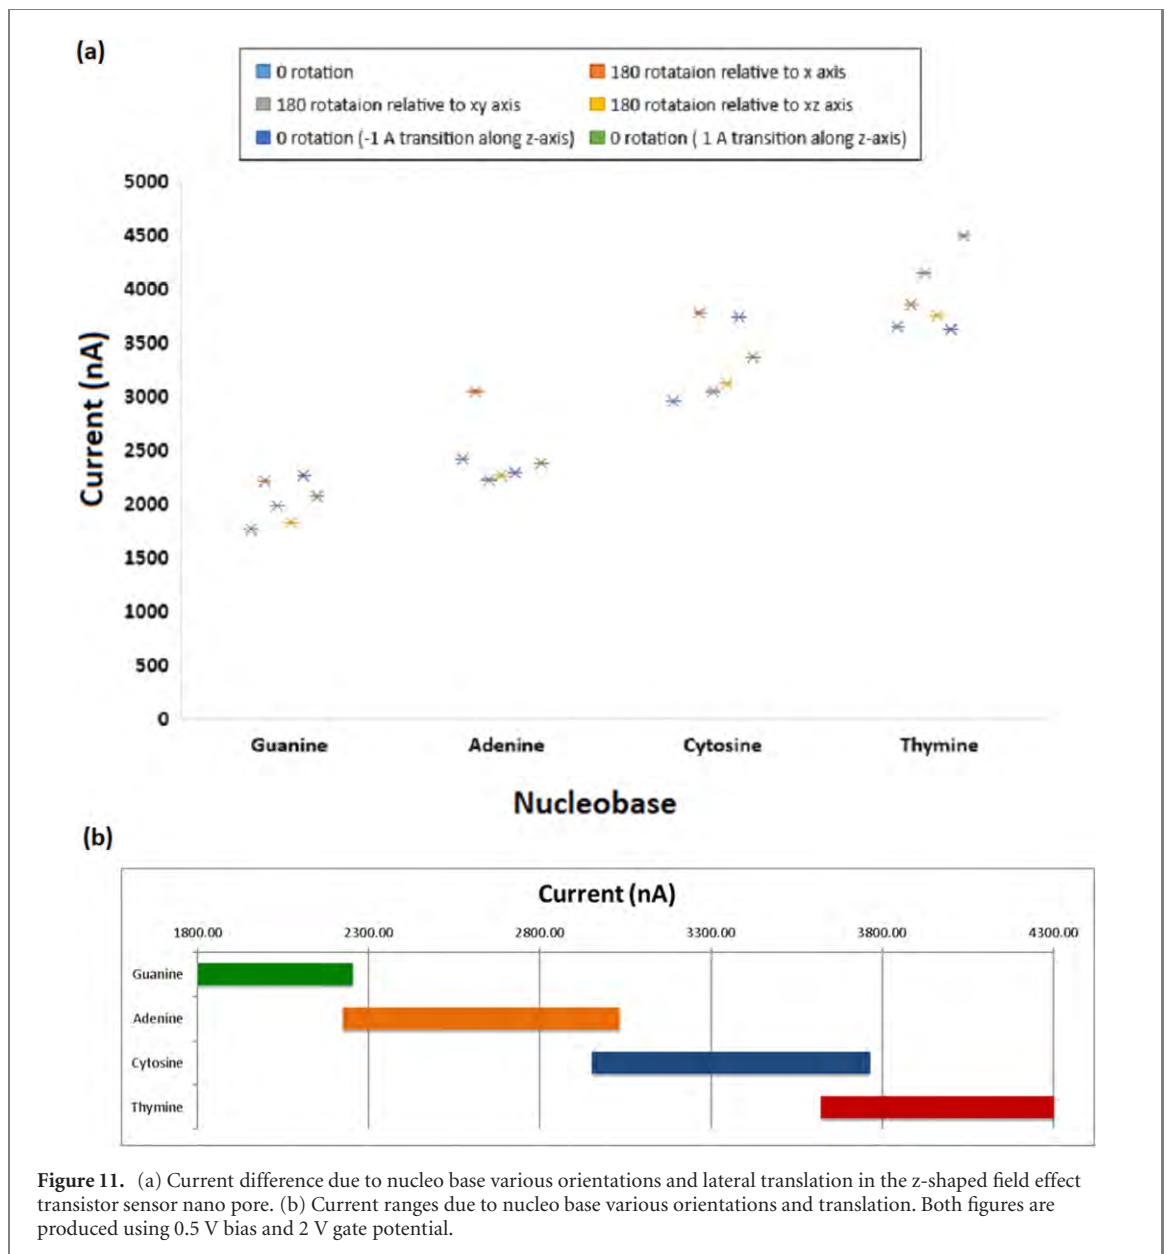 (a)
0 rotation
180 rotataion relative to x axis
180 rotataion relative to xy axis
180 rotataion relative to xz axis
0 rotation (-1 A transition along z-axis)
0 rotation ( 1 A transition along z-axis)
5000
4500
4000
3500
3000
2500
2000
1500
1000
500
0
Current (nA)
Guanine Adenine Cytosine Thymine
Nucleobase
(b)
Current (nA)
1800.00 2300.00 2800.00 3300.00 3800.00 4300.00
Guanine
Adenine
Cytosine
Thymine
Figure 11. (a) Current difference due to nucleo base various orientations and lateral translation in the z-shaped field effect
transistor sensor nano pore. (b) Current ranges due to nucleo base various orientations and translation. Both figures are
produced using 0.5 V bias and 2 V gate potential.